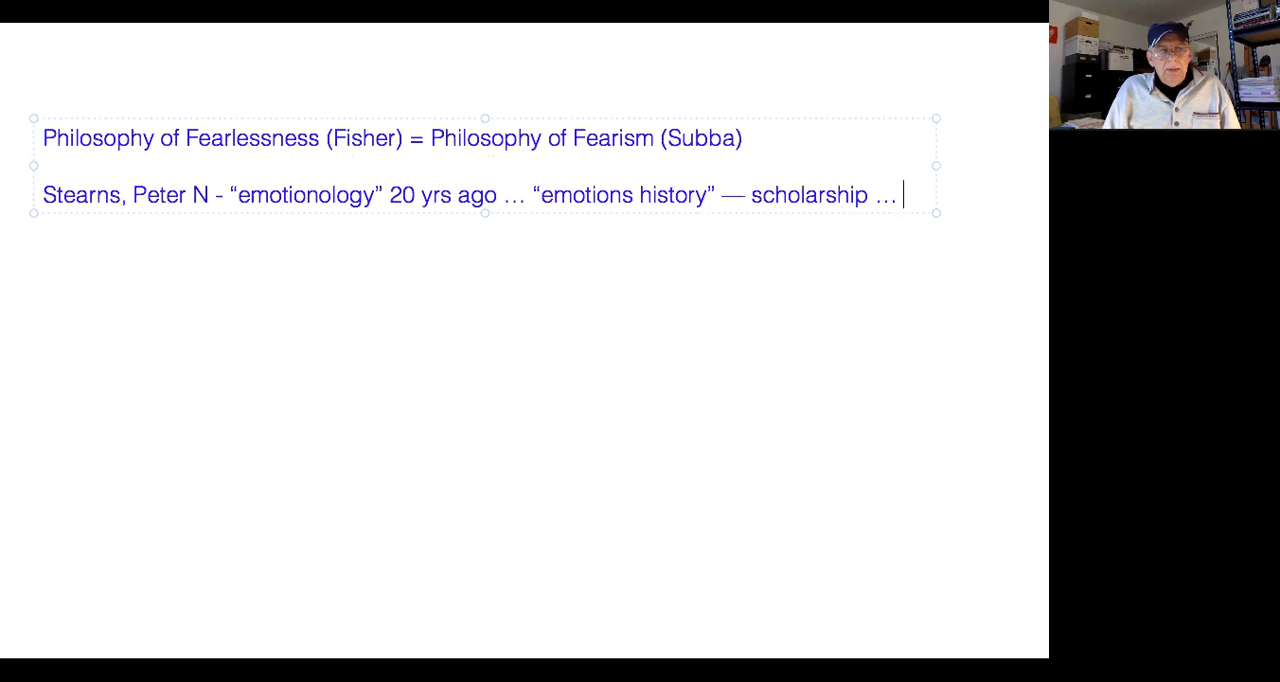 Philosophy of Fearlessness (Fisher) = Philosophy of Fearism (Subba)
Stearns, Peter N - “emotionology” 20 yrs ago … “emotions history” — scholarship …